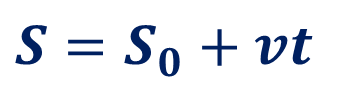 S = S₀ + vt